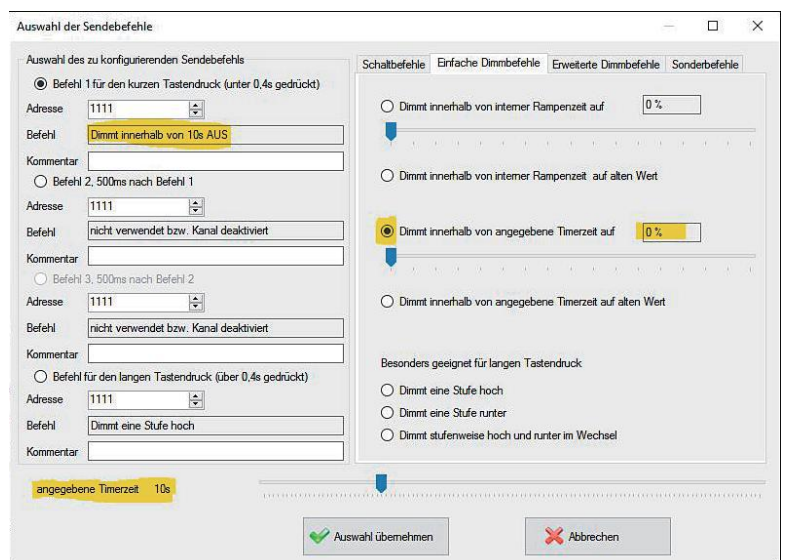 Auswahl der Sendebefehle
Auswahl des zu konfigurierenden Sendebefehls
Befehl 1 für den kurzen Tastendruck (unter 0,4s gedrückt)
Adresse 1111
Befehl Dimmt innerhalb von 10s AUS
Kommentar
Befehl 2, 500ms nach Befehl 1
Adresse 1111
Befehl nicht verwendet bzw. Kanal deaktiviert
Kommentar
Befehl 3, 500ms nach Befehl 2
Adresse 1111
Befehl nicht verwendet bzw. Kanal deaktiviert
Kommentar
Befehl für den langen Tastendruck (über 0,4s gedrückt)
Adresse 1111
Befehl Dimmt eine Stufe hoch
Kommentar
Schaltbefehle Einfache Dimmbefehle Erweiterte Dimmbefehle Sonderbefehle
Dimmt innerhalb von interner Rampenzeit auf 0 %
Dimmt innerhalb von interner Rampenzeit auf alten Wert
Dimmt innerhalb von angegebene Timerzeit auf 0 %
Dimmt innerhalb von angegebene Timerzeit auf alten Wert
Besonders geeignet für langen Tastendruck
Dimmt eine Stufe hoch
Dimmt eine Stufe runter
Dimmt stufenweise hoch und runter im Wechsel
angegebene Timerzeit 10s
Auswahl übernehmen
Abbrechen